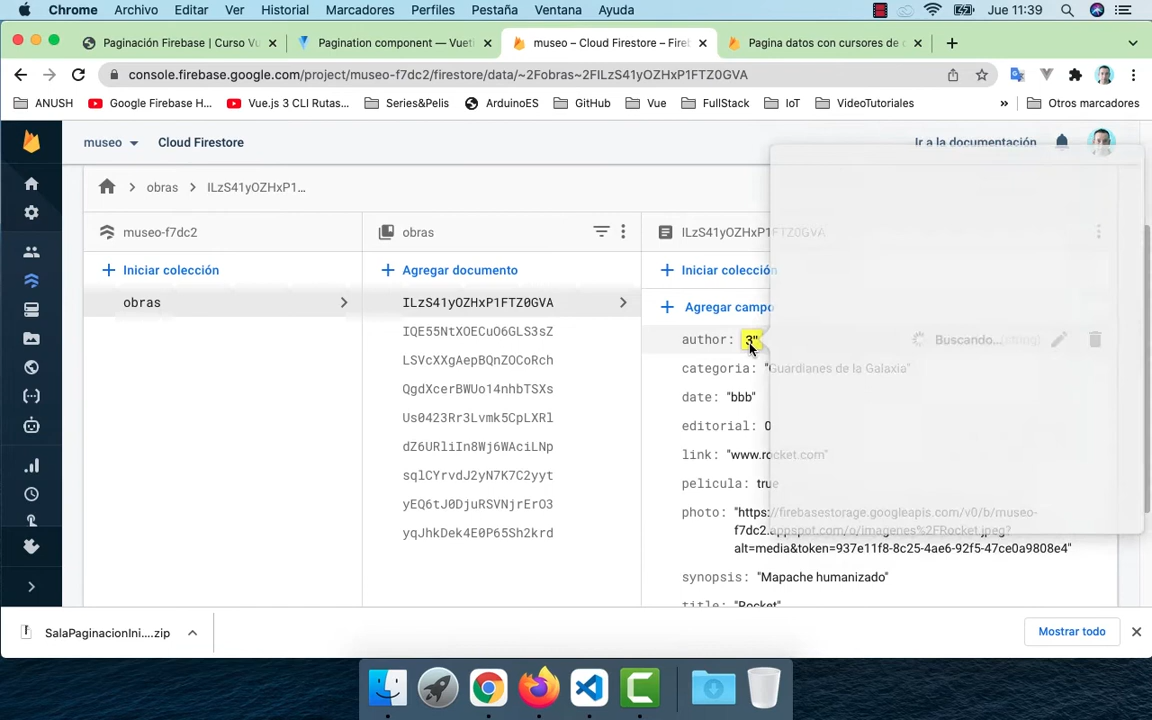 Chrome Archivo Editar Ver Historial Marcadores Perfiles Pestaña Ventana Ayuda Jue 11:39
Paginación Firebase | Curso Vu
Pagination component — Vueti
museo – Cloud Firestore – Fireb
Pagina datos con cursores de c
console.firebase.google.com/project/museo-f7dc2/firestore/data/~2Fobras~2FILzS41yOZHxP1FTZ0GVA
ANUSH Google Firebase H... Vue.js 3 CLI Rutas... Series&Pelis ArduinoES GitHub Vue FullStack IoT VideoTutoriales » Otros marcadores
museo Cloud Firestore Ir a la documentación
obras ILzS41yOZHxP1...
museo-f7dc2 obras ILzS41yOZHxP1FTZ0GVA
Iniciar colección Agregar documento Iniciar colección
obras
ILzS41yOZHxP1FTZ0GVA
IQE55NtXOECuO6GLS3sZ
LSVcXXgAepBQnZOCoRch
QgdXcerBWUo14nhbTSXs
Us0423Rr3Lvmk5CpLXRl
dZ6URliIn8Wj6WAciLNp
sqlCYrvdJ2yN7K7C2yyt
yEQ6tJ0DjuRSVNjrErO3
yqJhkDek4E0P65Sh2krd
Agregar campo
author: 3" Buscando...
categoria: "Guardianes de la Galaxia"
date: "bbb"
editorial: 0
link: "www.rocket.com"
pelicula: true
photo: "https://firebasestorage.googleapis.com/v0/b/museo-
f7dc2.appspot.com/o/imagenes%2FRocket.jpeg?
alt=media&token=937e11f8-8c25-4ae6-92f5-47ce0a9808e4"
synopsis: "Mapache humanizado"
title: "Rocket"
SalaPaginacionIni....zip Mostrar todo